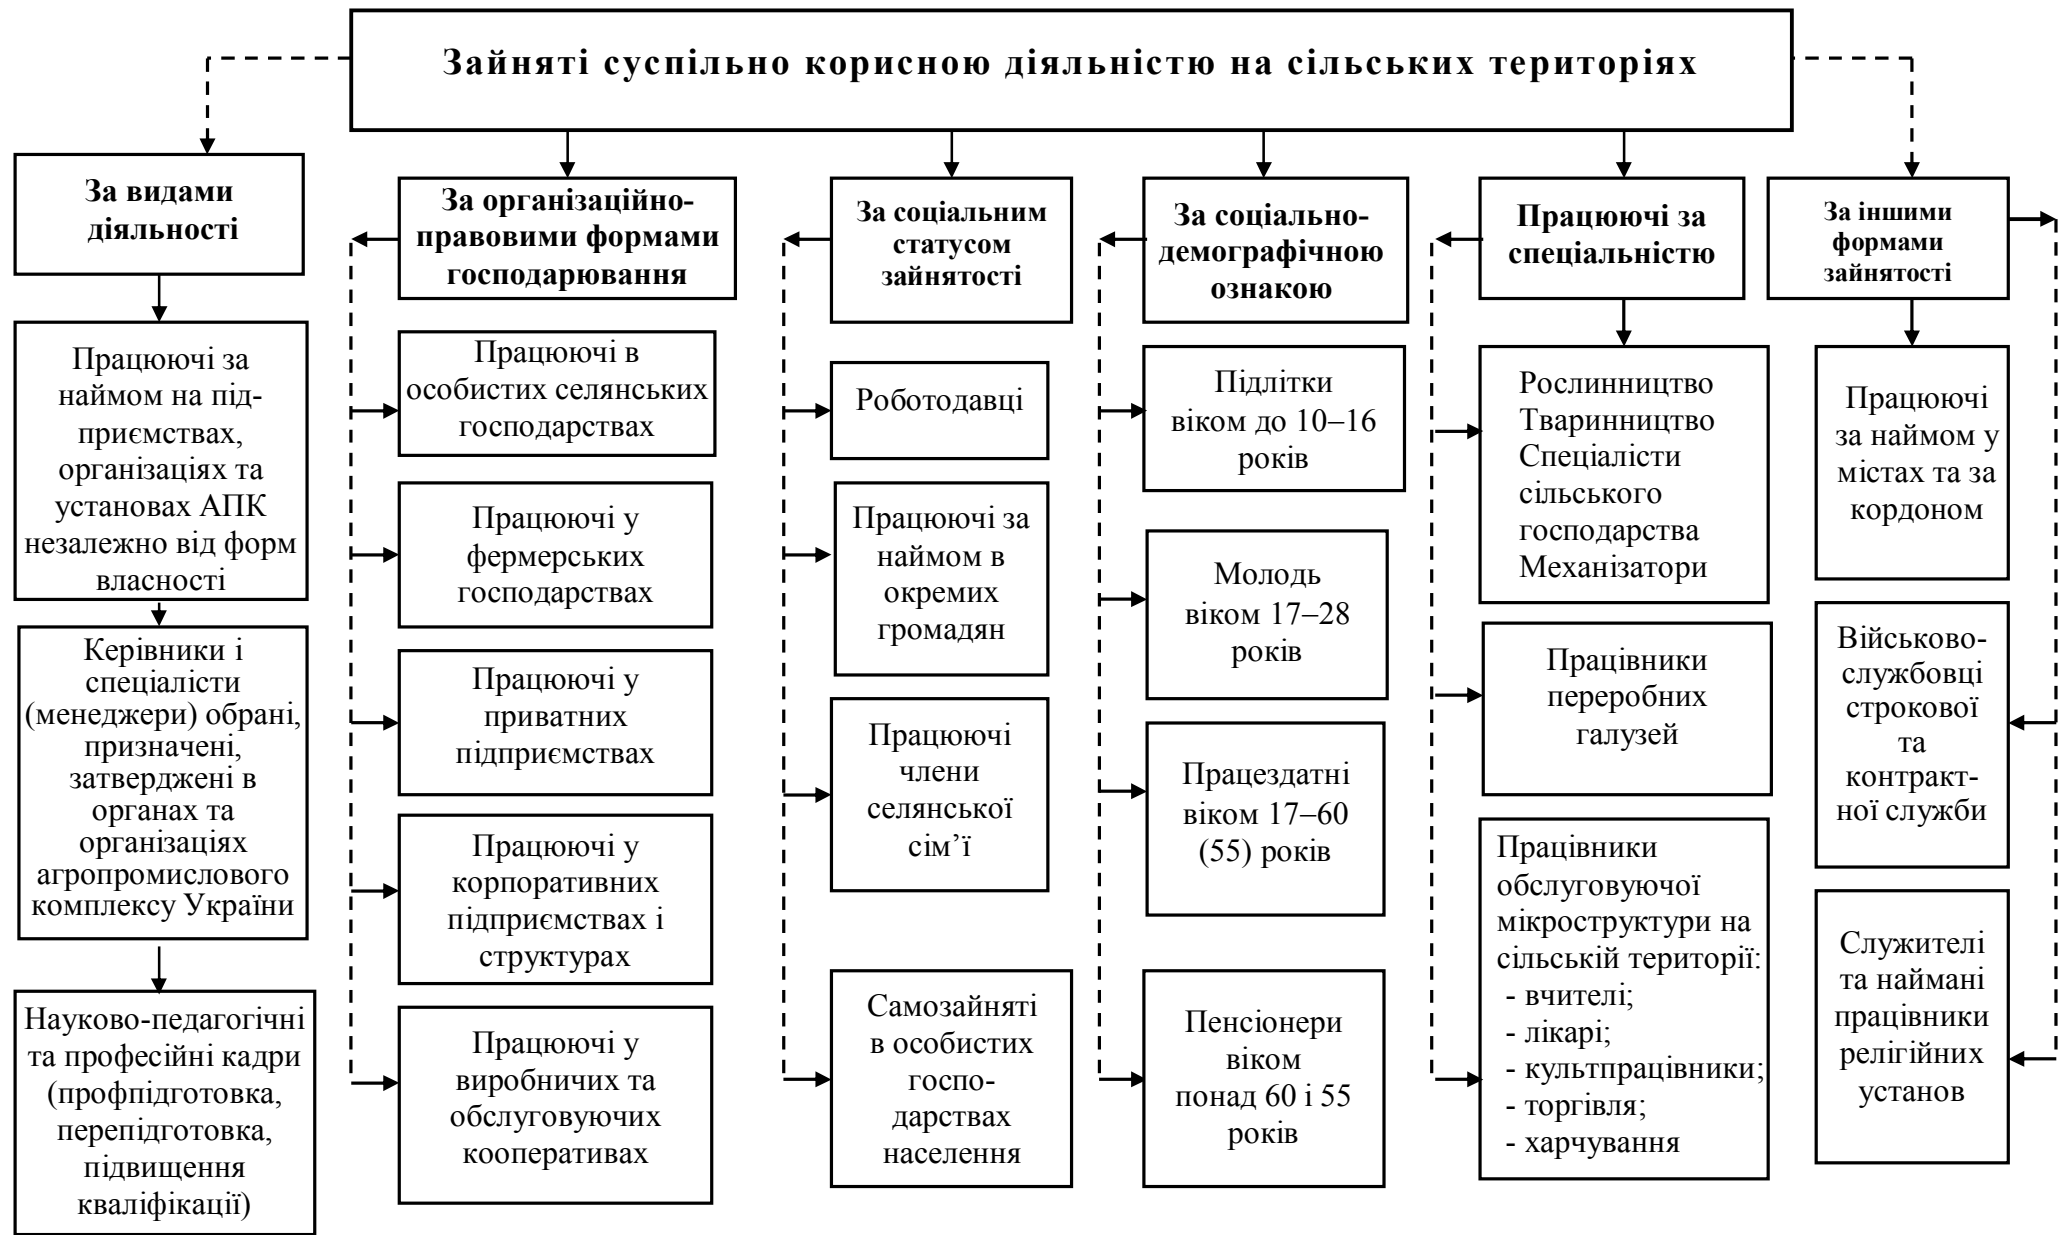 Зайняті суспільно корисною діяльністю на сільських територіях
За видами
діяльності
Працюючі за
наймом на під-
приємствах,
організаціях та
установах АПК
незалежно від форм
власності
Керівники і
спеціалісти
(менеджери) обрані,
призначені,
затверджені в
органах та
організаціях
агропромислового
комплексу України
Науково-педагогічні
та професійні кадри
(профпідготовка,
перепідготовка,
підвищення
кваліфікації)
За організаційно-
правовими формами
господарювання
Працюючі в
особистих селянських
господарствах
Працюючі у
фермерських
господарствах
Працюючі у
приватних
підприємствах
Працюючі у
корпоративних
підприємствах і
структурах
Працюючі у
виробничих та
обслуговуючих
кооперативах
За соціальним
статусом
зайнятості
Роботодавці
Працюючі за
наймом в
окремих
громадян
Працюючі
члени
селянської
сім’ї
Самозайняті
в особистих
госпо-
дарствах
населення
За соціально-
демографічною
ознакою
Підлітки
віком до 10–16
років
Молодь
віком 17–28
років
Працездатні
віком 17–60
(55) років
Пенсіонери
віком
понад 60 і 55
років
Працюючі за
спеціальністю
Рослинництво
Тваринництво
Спеціалісти
сільського
господарства
Механізатори
Працівники
переробних
галузей
Працівники
обслуговуючої
мікроструктури на
сільській території:
- вчителі;
- лікарі;
- культпрацівники;
- торгівля;
- харчування
За іншими
формами
зайнятості
Працюючі
за наймом у
містах та за
кордоном
Військово-
службовці
строкової
та
контракт-
ної служби
Служителі
та наймані
працівники
релігійних
установ